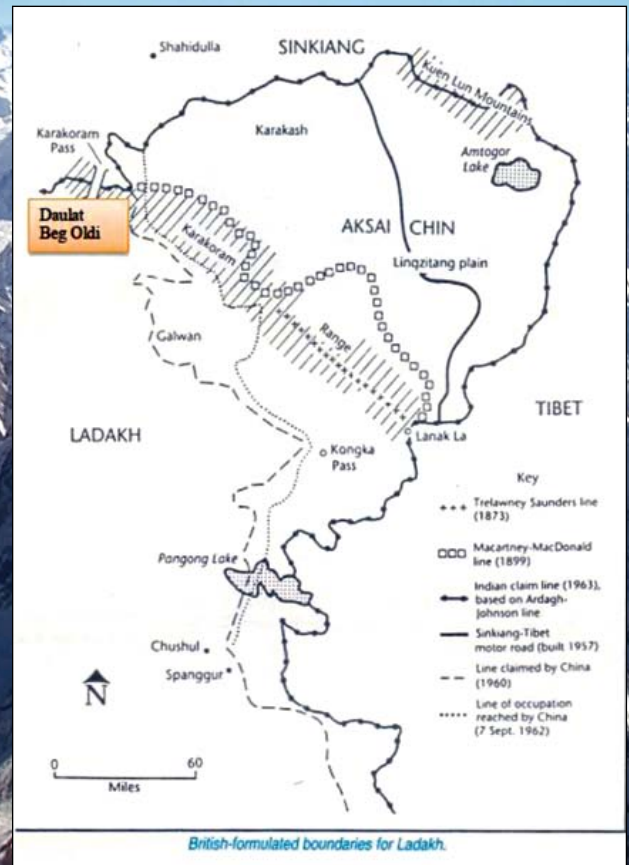 Shahidulla
SINKIANG
Kuen Lun Mountains
Karakoram
Pass
Karakash
Amtogor
Lake
Daulat
Beg Oldi
Karakoram
AKSAI CHIN
Lingzitang plain
Galwan
Range
TIBET
LADAKH
Lanak La
Kongka
Pass
Key
Trelawney Saunders line
(1873)
Macartney-MacDonald
line (1899)
Indian claim line (1963),
based on Ardagh-
Johnson line
Sinkiang-Tibet
motor road (built 1957)
Line claimed by China
(1960)
Line of occupation
reached by China
(7 Sept. 1962)
Pangong Lake
Chushul
Spanggur
N
0 60
Miles
British-formulated boundaries for Ladakh.